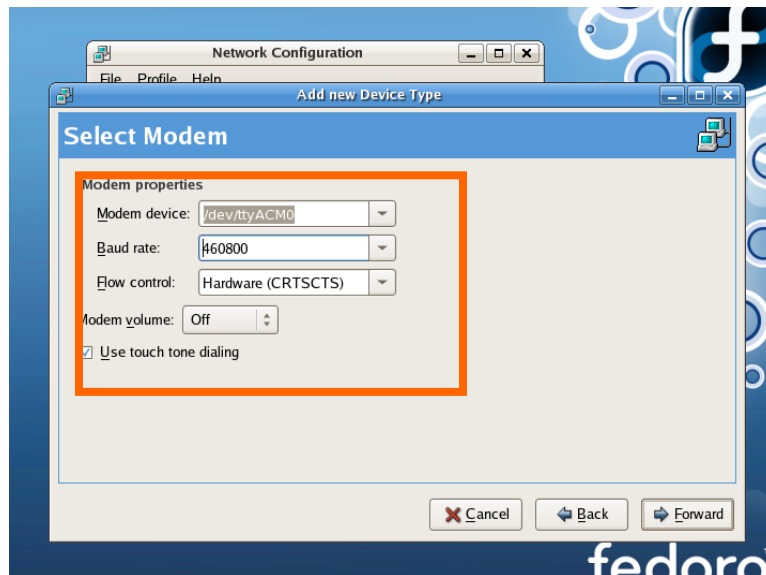 Network Configuration
File Profile Help
Add new Device Type
Select Modem
Modem properties
Modem device: /dev/ttyACM0
Baud rate: 460800
Flow control: Hardware (CRTSCTS)
Modem volume: Off
Use touch tone dialing
Cancel Back Forward
fedora